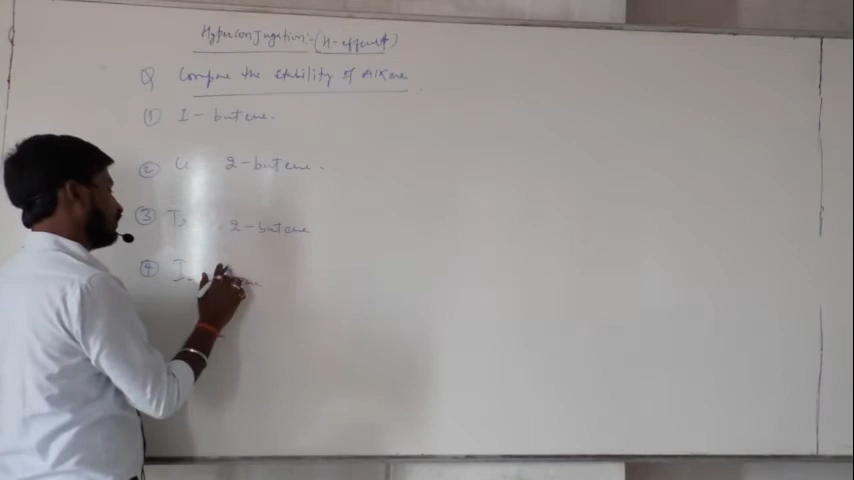 Hyperconjugation:- (H-effect)
Q Compare the stability of Alkene
① 1- butene.
② 2-butene.
③ 2-butene
④